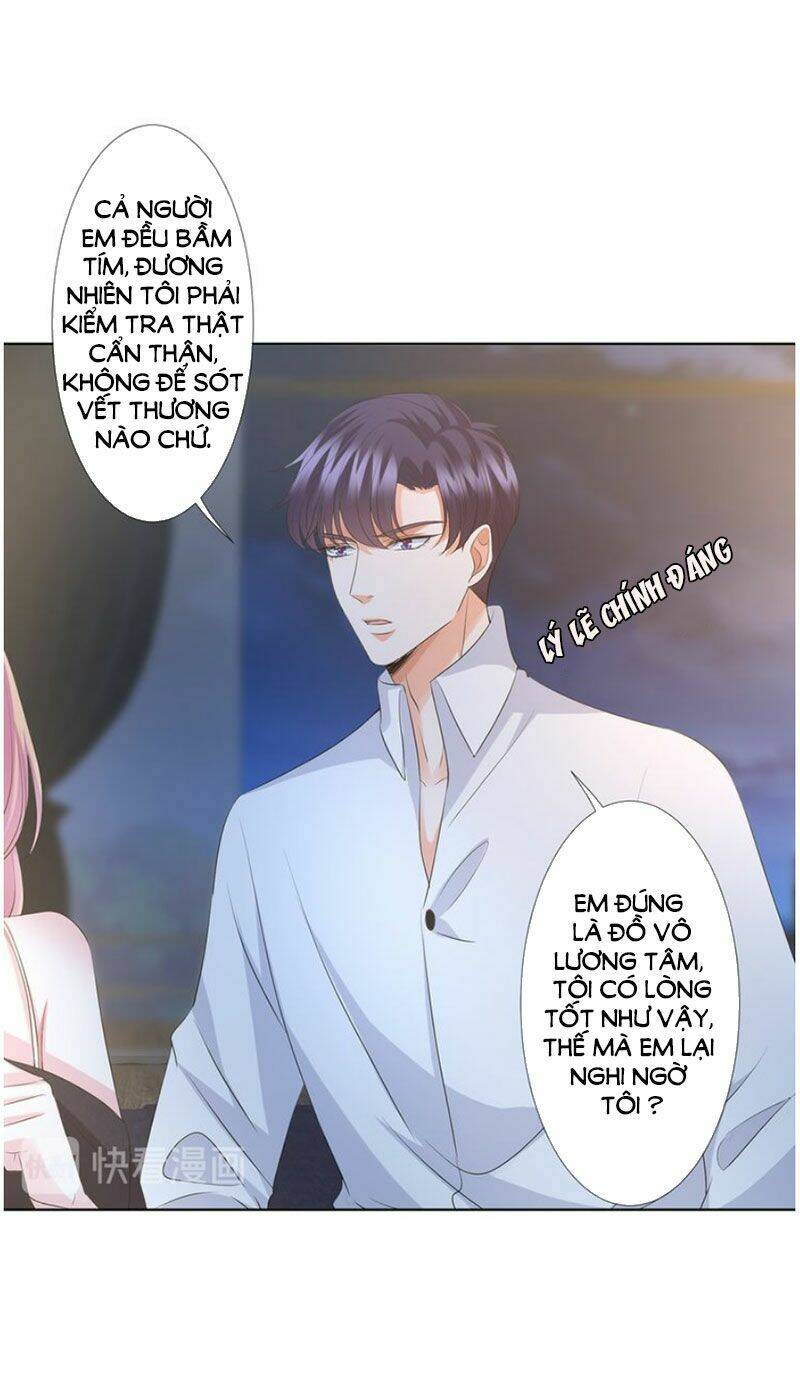 CẢ NGƯỜI
EM ĐỀU BẦM
TÍM, ĐƯƠNG
NHIÊN TÔI PHẢI
KIỂM TRA THẬT
CẨN THÂN,
KHÔNG ĐỂ SÓT
VẾT THƯƠNG
NÀO CHỨ.
LÝ LẼ CHÍNH ĐÁNG
EM ĐÚNG
LÀ ĐỒ VÔ
LƯƠNG TÂM,
TÔI CÓ LÒNG
TỐT NHƯ VẬY,
THẾ MÀ EM LẠI
NGHI NGỜ
TÔI ?
快看漫画